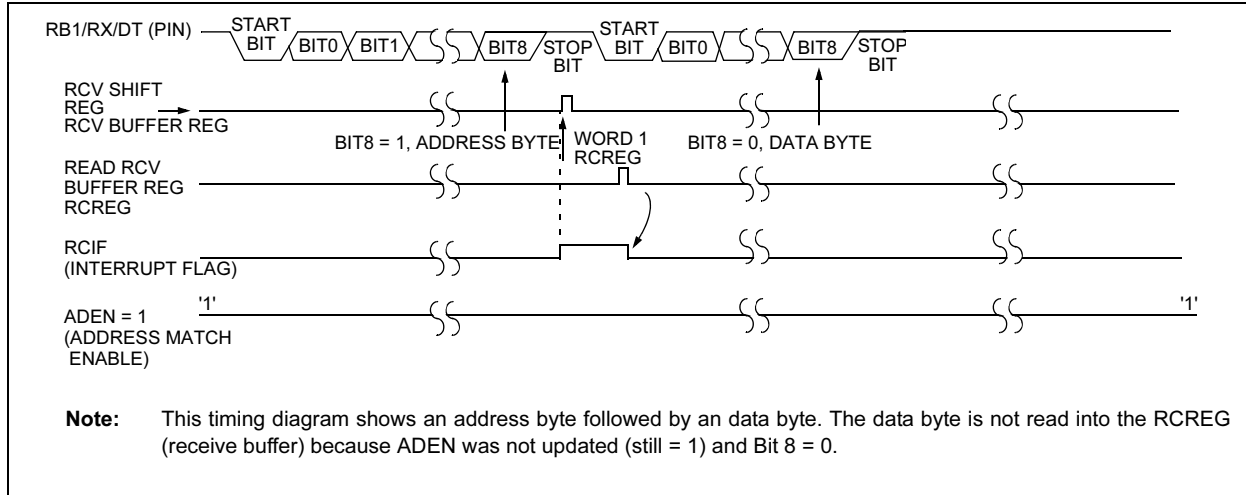 RB1/RX/DT (PIN)
START
BIT
BIT0
BIT1
BIT8
STOP
BIT
START
BIT
BIT0
BIT8
STOP
BIT
RCV SHIFT
REG
RCV BUFFER REG
BIT8 = 1, ADDRESS BYTE
WORD 1
RCREG
BIT8 = 0, DATA BYTE
READ RCV
BUFFER REG
RCREG
RCIF
(INTERRUPT FLAG)
'1'
'1'
ADEN = 1
(ADDRESS MATCH
ENABLE)
Note: This timing diagram shows an address byte followed by an data byte. The data byte is not read into the RCREG
(receive buffer) because ADEN was not updated (still = 1) and Bit 8 = 0.